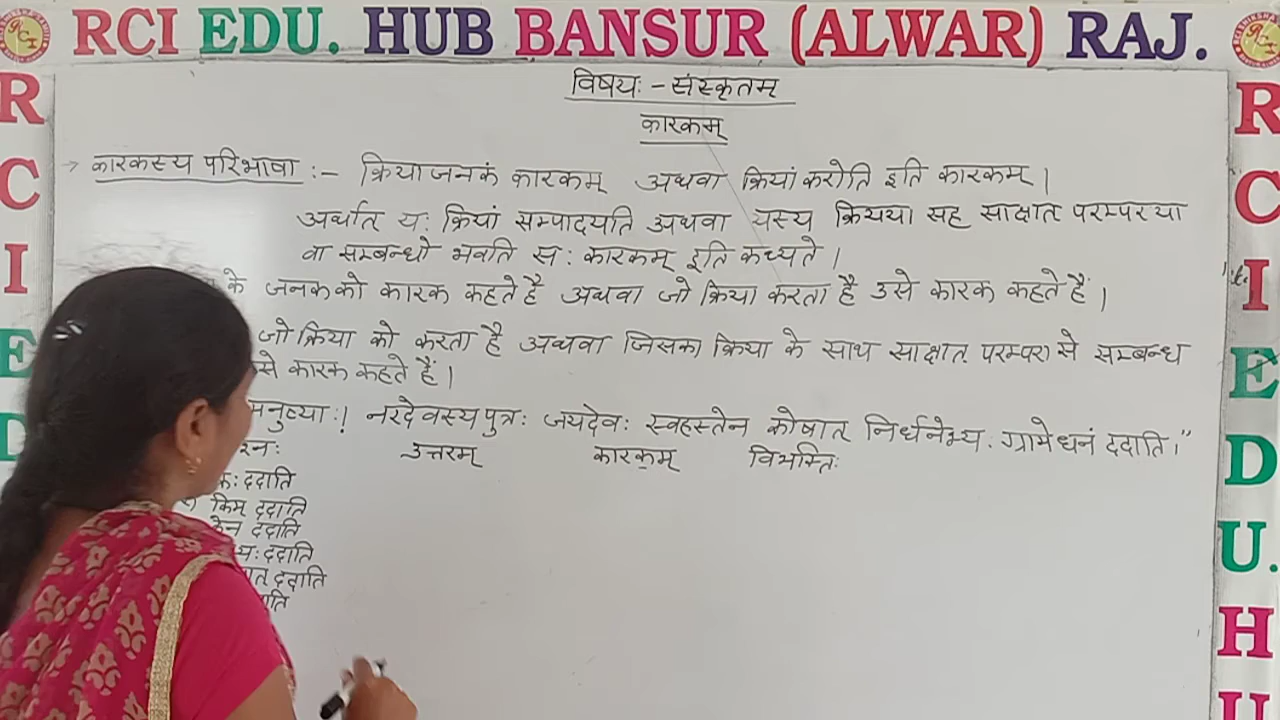 RCI EDU. HUB BANSUR (ALWAR) RAJ.
विषयः - संस्कृतम्
कारकम्
→ कारकस्य परिभाषा :- क्रियाजनकं कारकम् अथवा क्रियां करोति इति कारकम् ।
अर्थात यः क्रियां सम्पादयति अथवा यस्य क्रियया सह साक्षात परम्परया
वा सम्बन्धो भवति सः कारकम् इति कथ्यते ।
के जनक को कारक कहते है अथवा जो क्रिया करता है उसे कारक कहते हैं ।
जो क्रिया को करता है अथवा जिसका क्रिया के साथ साक्षात परम्परा से सम्बन्ध
से कारक कहते हैं ।
मनुष्याः! नरदेवस्य पुत्रः जयदेवः स्वहस्तेन कोषात् निर्धनेभ्यः ग्रामे धनं ददाति ।"
उत्तरम् कारकम् विभक्तिः
कः ददाति
किम् ददाति
केन ददाति
ददाति
ददाति
R
C
I
E
D
R
C
I
E
D
U.
H
U